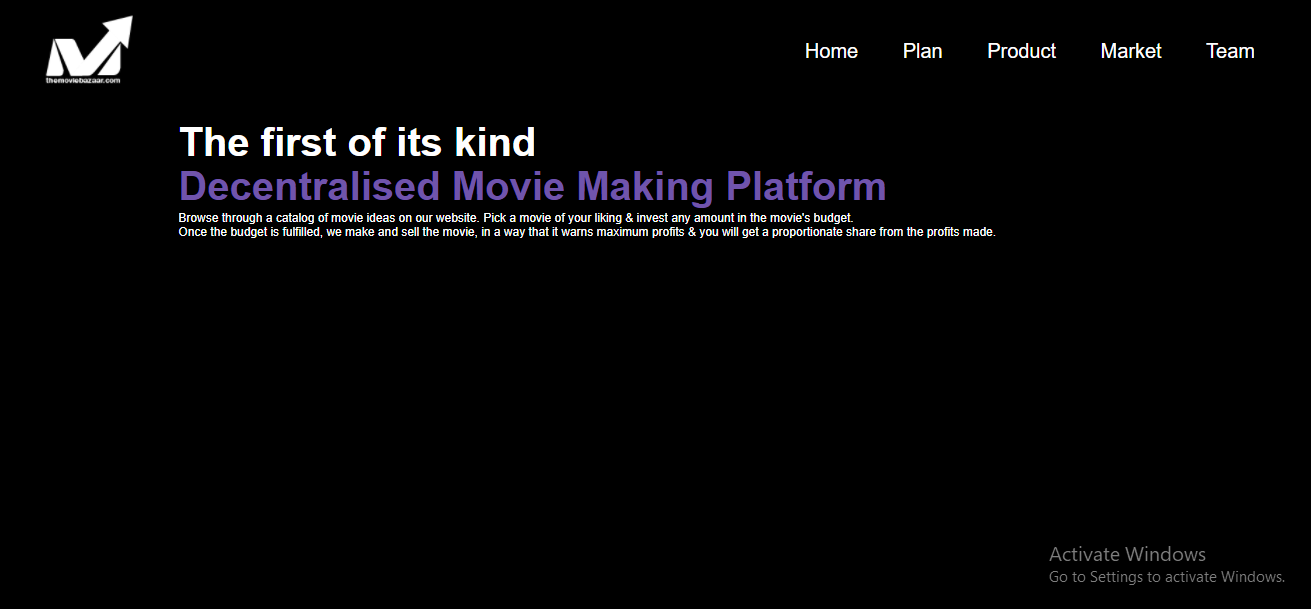 themoviebazaar.com
Home Plan Product Market Team
The first of its kind
Decentralised Movie Making Platform
Browse through a catalog of movie ideas on our website. Pick a movie of your liking & invest any amount in the movie's budget.
Once the budget is fulfilled, we make and sell the movie, in a way that it warns maximum profits & you will get a proportionate share from the profits made.
Activate Windows
Go to Settings to activate Windows.